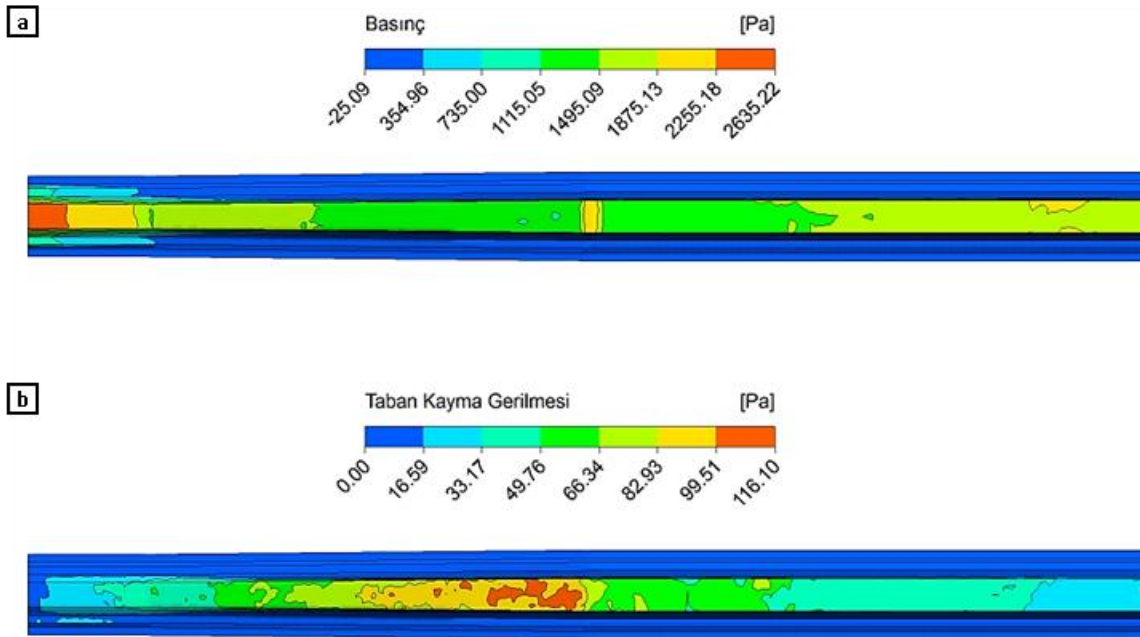 a
Basınç [Pa]
-25.09 354.96 735.00 1115.05 1495.09 1875.13 2255.18 2635.22
b
Taban Kayma Gerilmesi [Pa]
0.00 16.59 33.17 49.76 66.34 82.93 99.51 116.10